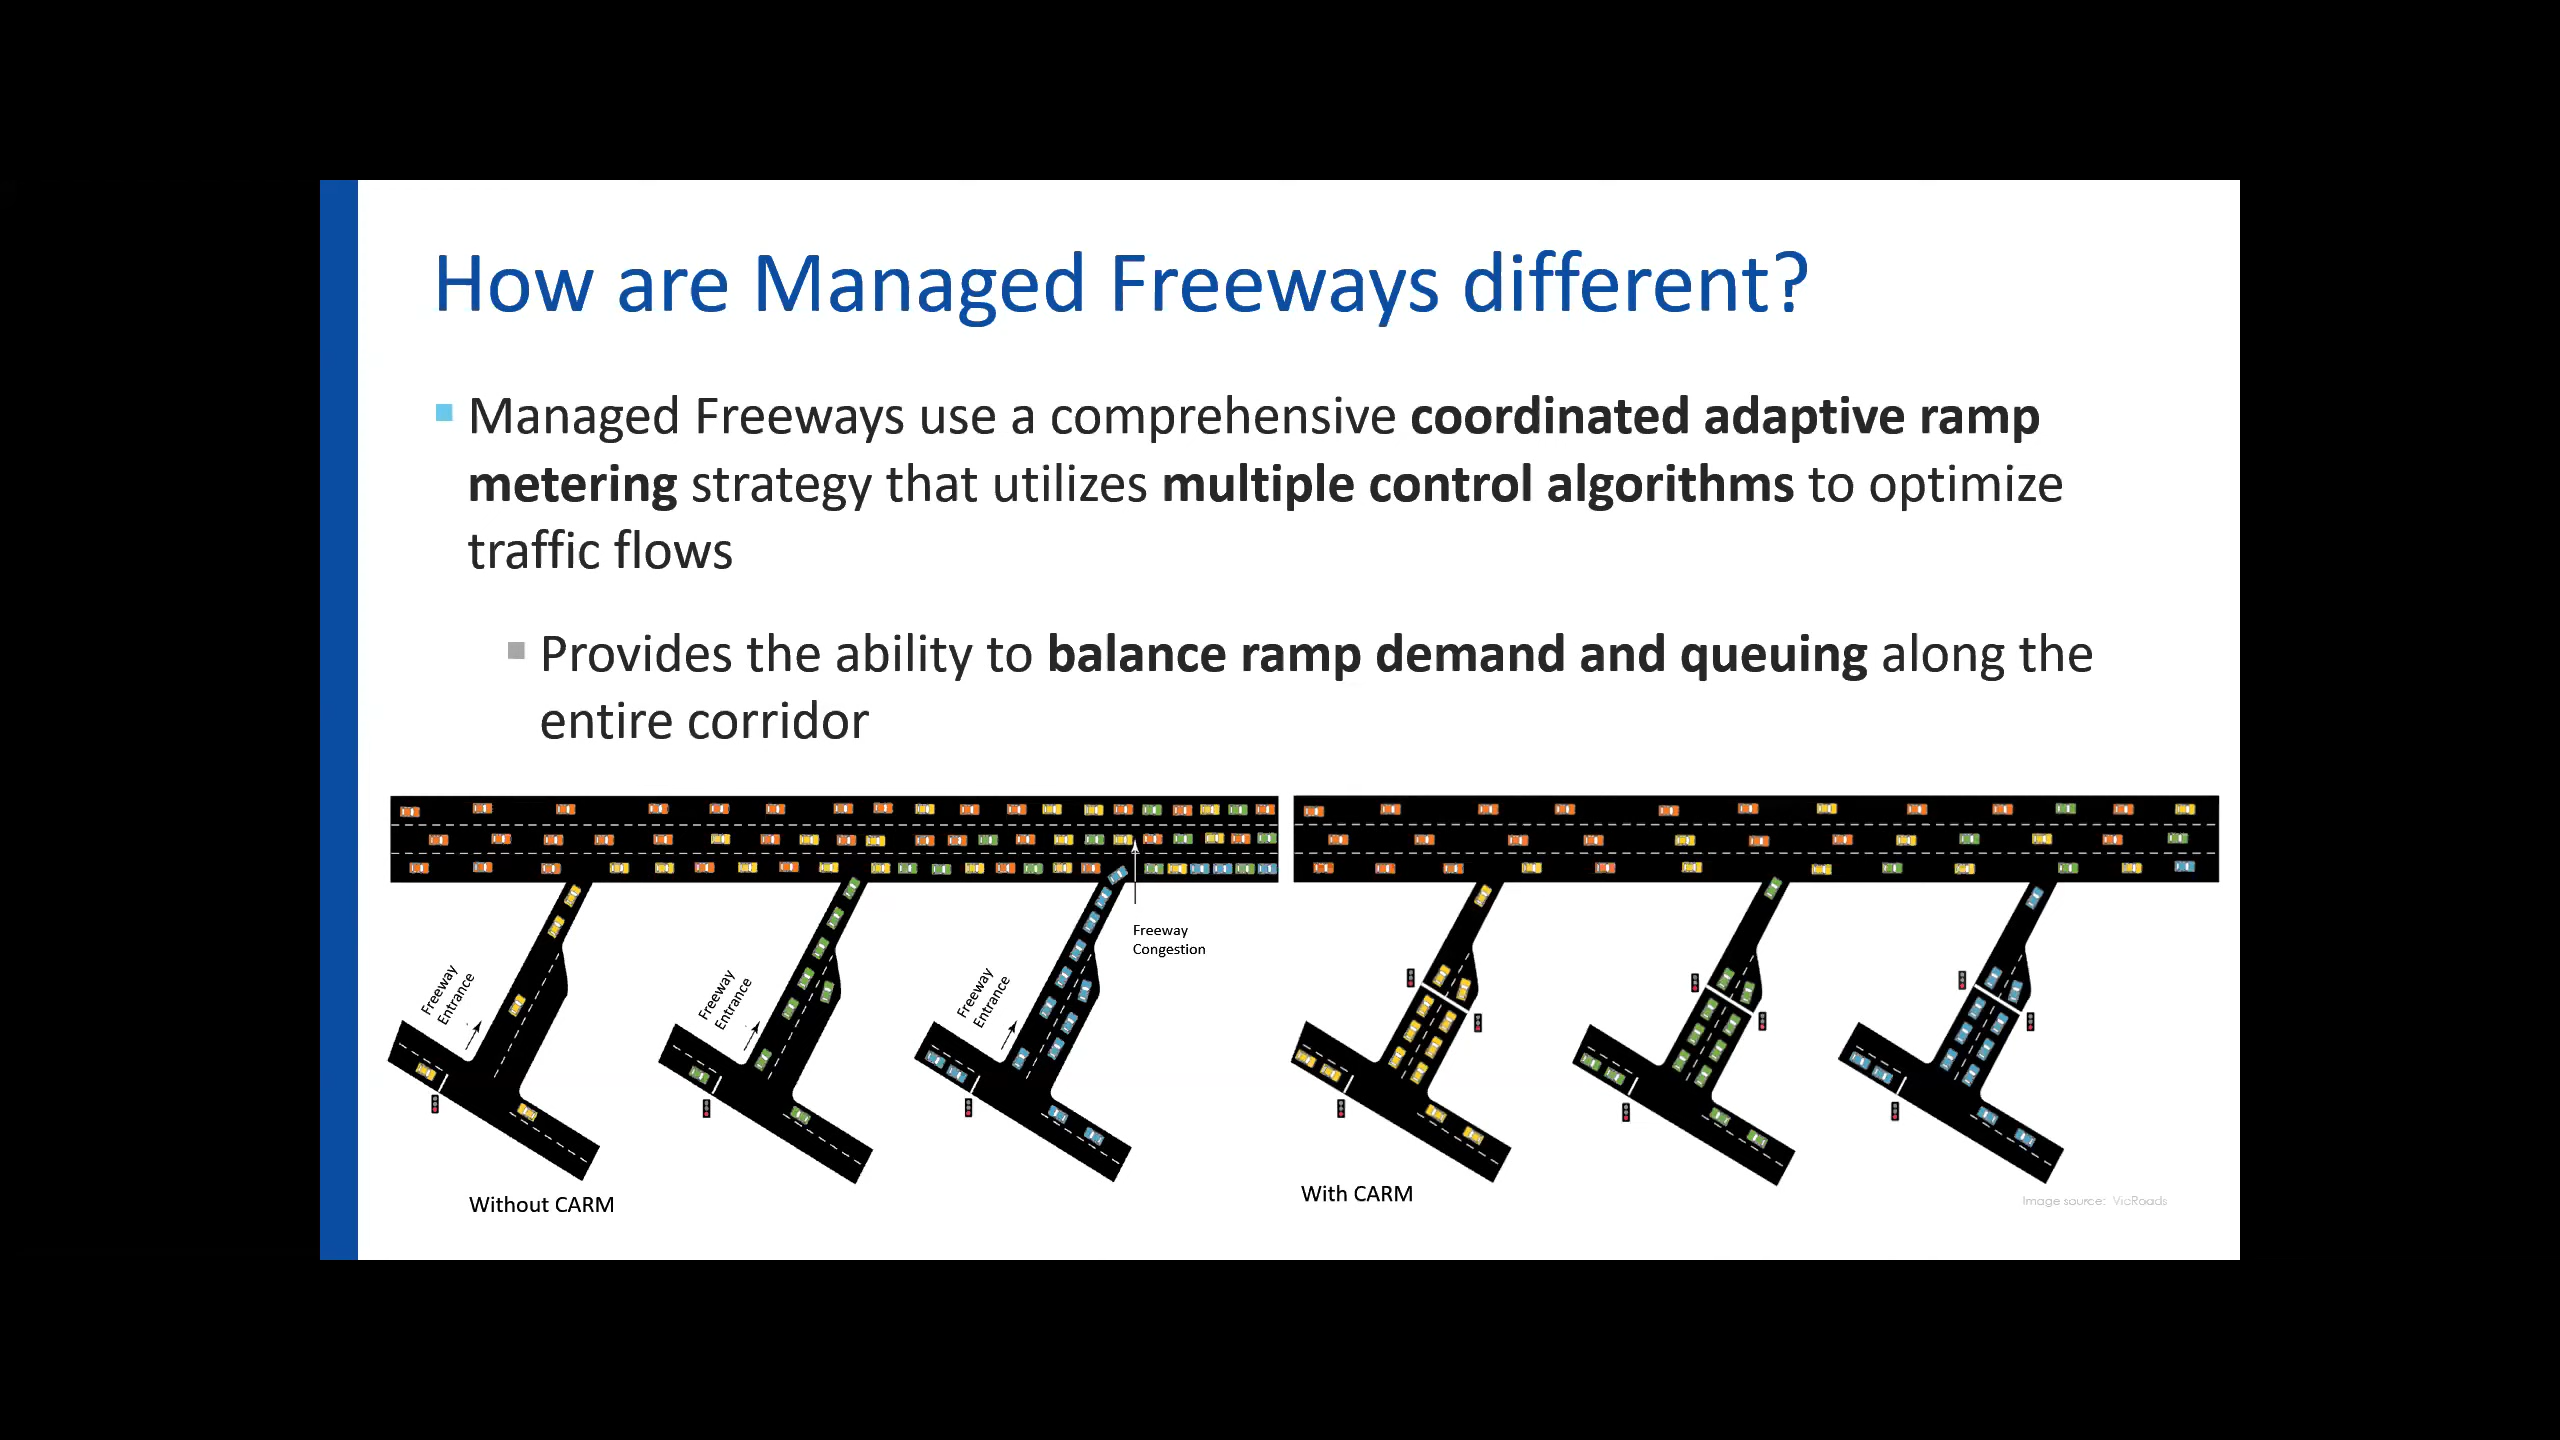 How are Managed Freeways different?
Managed Freeways use a comprehensive coordinated adaptive ramp
metering strategy that utilizes multiple control algorithms to optimize
traffic flows
Provides the ability to balance ramp demand and queuing along the
entire corridor
Freeway
Entrance
Freeway
Entrance
Freeway
Entrance
Freeway
Congestion
Without CARM
With CARM
Image source: VicRoads